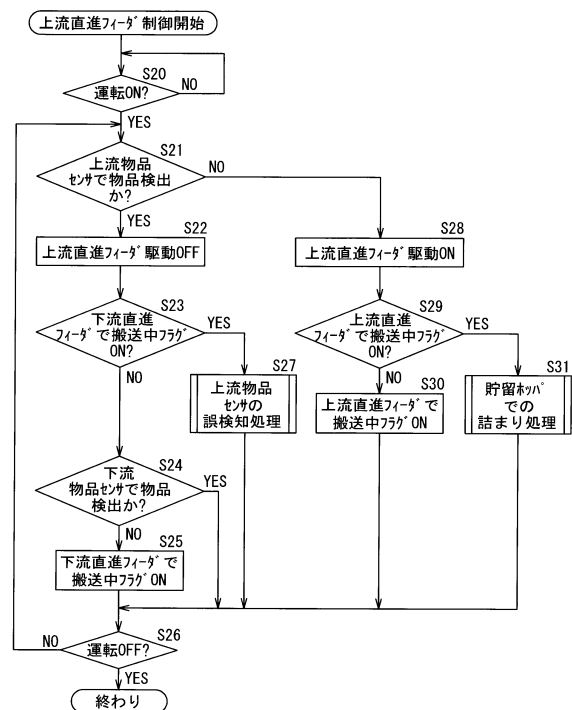 上流直進フィーダ制御開始
S20
運転ON?
NO
YES
S21
上流物品
センサで物品検出
か?
NO
YES
S22
上流直進フィーダ駆動OFF
S28
上流直進フィーダ駆動ON
S23
下流直進
フィーダで搬送中フラグ
ON?
YES
NO
S29
上流直進
フィーダで搬送中フラグ
ON?
YES
NO
S27
上流物品
センサの
誤検知処理
S30
上流直進フィーダで
搬送中フラグON
S31
貯留ホッパ
での
詰まり処理
S24
下流
物品センサで物品
検出か?
YES
NO
S25
下流直進フィーダで
搬送中フラグON
S26
運転OFF?
NO
YES
終わり